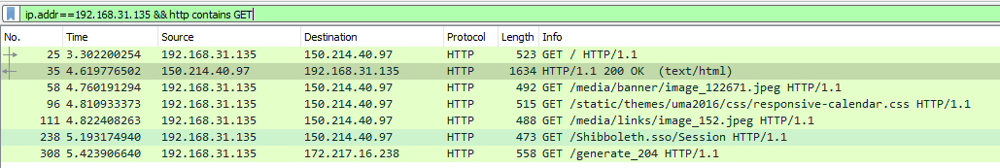 ip.addr==192.168.31.135 && http contains GET
No. Time Source Destination Protocol Length Info
25 3.302200254 192.168.31.135 150.214.40.97 HTTP 523 GET / HTTP/1.1
35 4.619776502 150.214.40.97 192.168.31.135 HTTP 1634 HTTP/1.1 200 OK (text/html)
58 4.760191294 192.168.31.135 150.214.40.97 HTTP 492 GET /media/banner/image_122671.jpeg HTTP/1.1
96 4.810933373 192.168.31.135 150.214.40.97 HTTP 515 GET /static/themes/uma2016/css/responsive-calendar.css HTTP/1.1
111 4.822408263 192.168.31.135 150.214.40.97 HTTP 488 GET /media/links/image_152.jpeg HTTP/1.1
238 5.193174940 192.168.31.135 150.214.40.97 HTTP 473 GET /Shibboleth.sso/Session HTTP/1.1
308 5.423906640 192.168.31.135 172.217.16.238 HTTP 558 GET /generate_204 HTTP/1.1